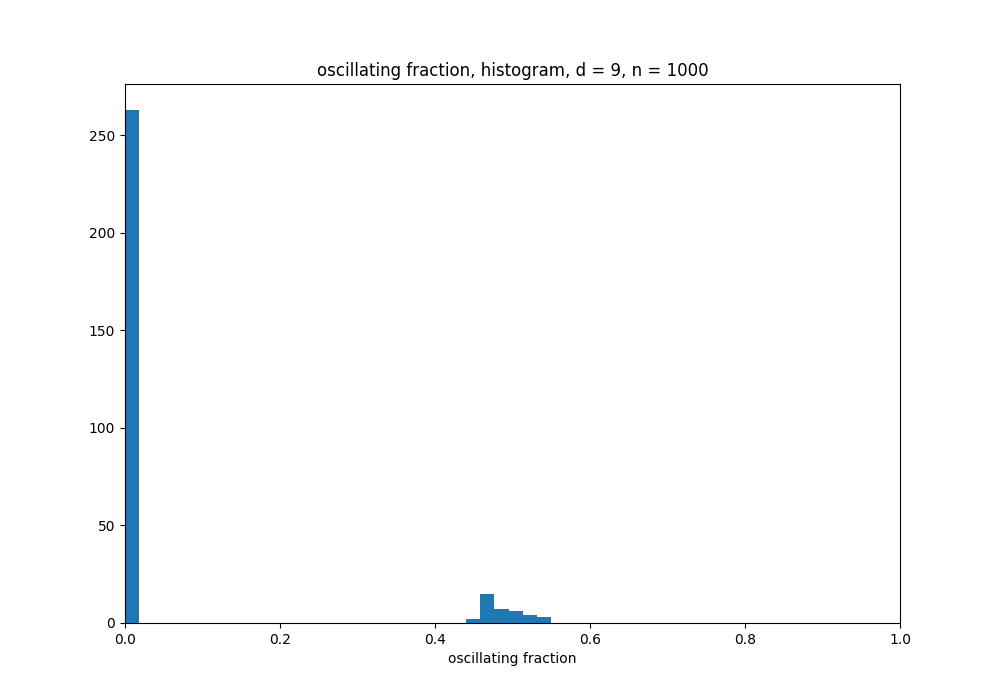 oscillating fraction, histogram, d = 9, n = 1000
250
200
150
100
50
0
0.0 0.2 0.4 0.6 0.8 1.0
oscillating fraction